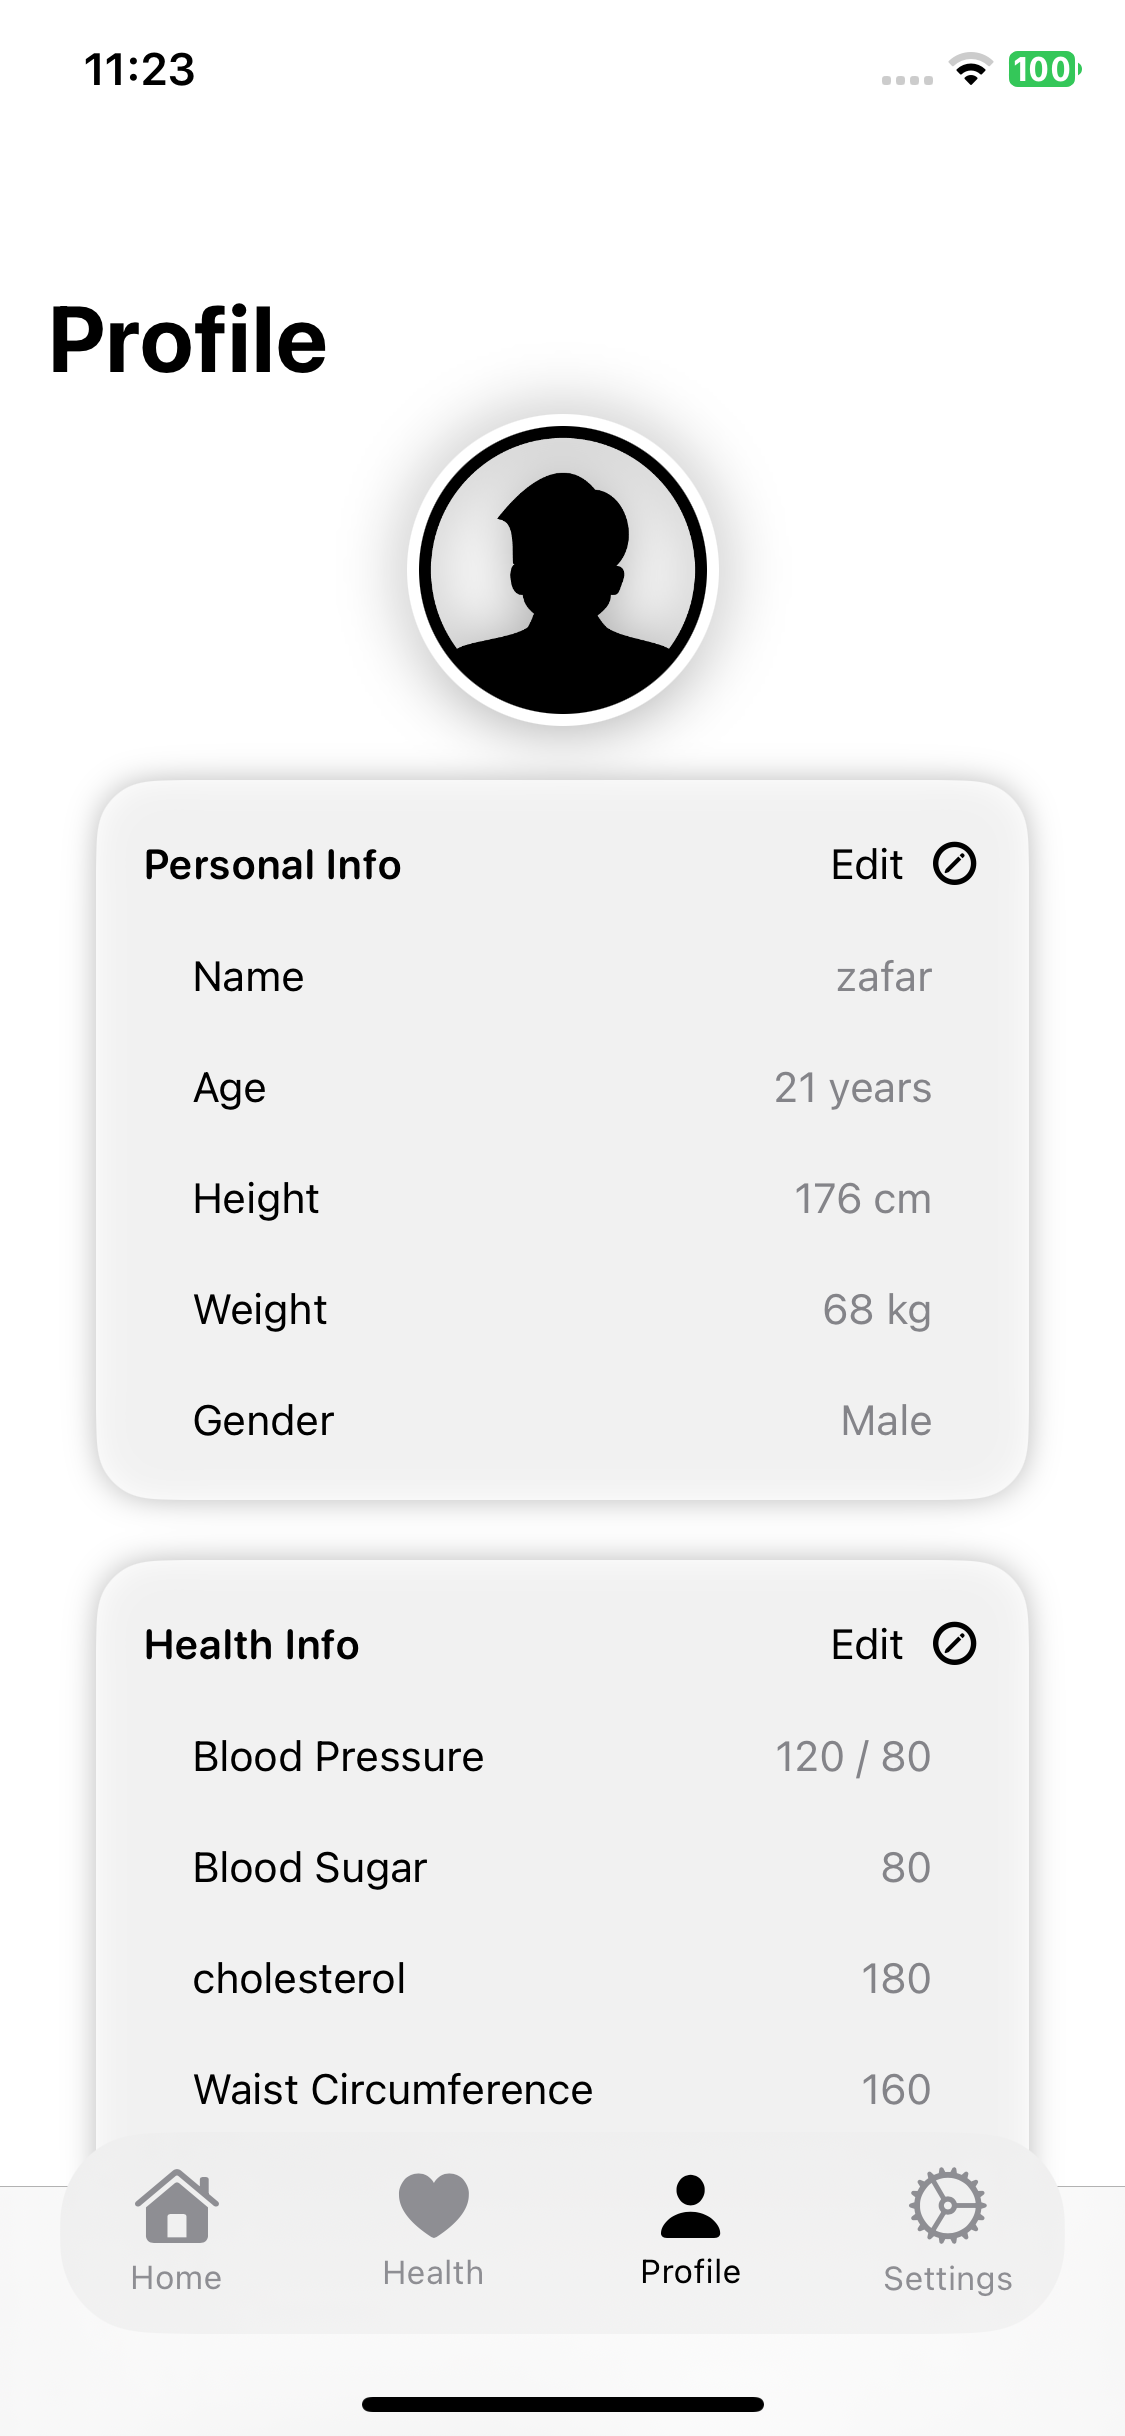 11:23
100
Profile
Personal Info Edit
Name zafar
Age 21 years
Height 176 cm
Weight 68 kg
Gender Male
Health Info Edit
Blood Pressure 120 / 80
Blood Sugar 80
cholesterol 180
Waist Circumference 160
Home Health Profile Settings